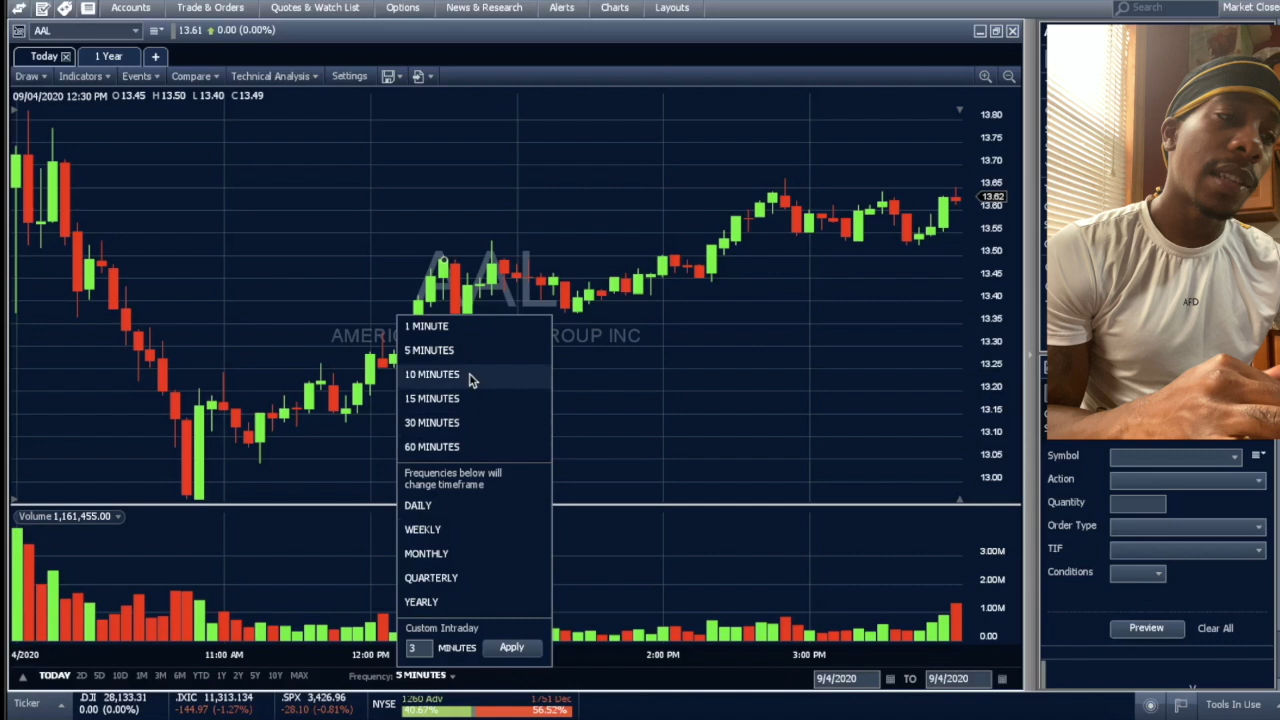 Accounts Trade & Orders Quotes & Watch List Options News & Research Alerts Charts Layouts Search Market Close
AAL 13.61 0.00 (0.00%)
Today 1 Year +
Draw Indicators Events Compare Technical Analysis Settings
09/04/2020 12:30 PM O 13.45 H 13.50 L 13.40 C 13.49
13.80
13.75
13.70
13.65
13.62
13.60
13.55
13.50
13.45
13.40
13.35
13.30
13.25
13.20
13.15
13.10
13.05
13.00
AAL
GROUP INC
AFD
1 MINUTE
5 MINUTES
10 MINUTES
15 MINUTES
30 MINUTES
60 MINUTES
Frequencies below will
change timeframe
DAILY
WEEKLY
MONTHLY
QUARTERLY
YEARLY
Custom Intraday
3 MINUTES Apply
Volume 1,161,455.00
3.00M
2.00M
1.00M
0.00
4/2020 11:00 AM 12:00 PM 2:00 PM 3:00 PM
TODAY 2D 5D 10D 1M 3M 6M YTD 1Y 2Y 5Y 10Y MAX Frequency: 5 MINUTES 9/4/2020 TO 9/4/2020
Symbol
Action
Quantity
Order Type
TIF
Conditions
Preview Clear All
Ticker .DJI 28,133.31 .IXIC 11,313.134 .SPX 3,426.96 NYSE 1260 Adv 1751 Dec Tools In Use
0.00 (0.00%) -144.97 (-1.27%) -28.10 (-0.81%) 40.67% 56.52%